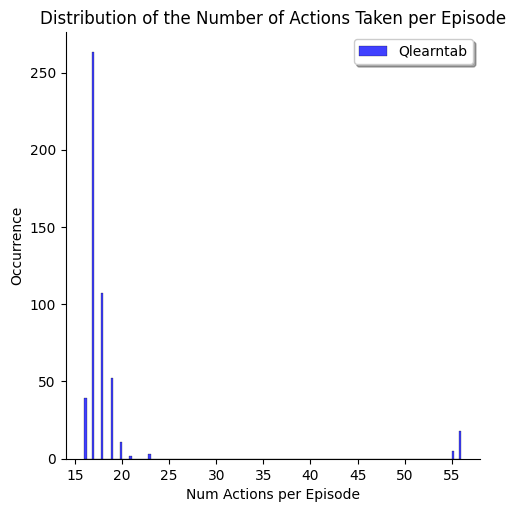 Distribution of the Number of Actions Taken per Episode
Qlearntab
250
200
150
100
50
0
Occurrence
15 20 25 30 35 40 45 50 55
Num Actions per Episode